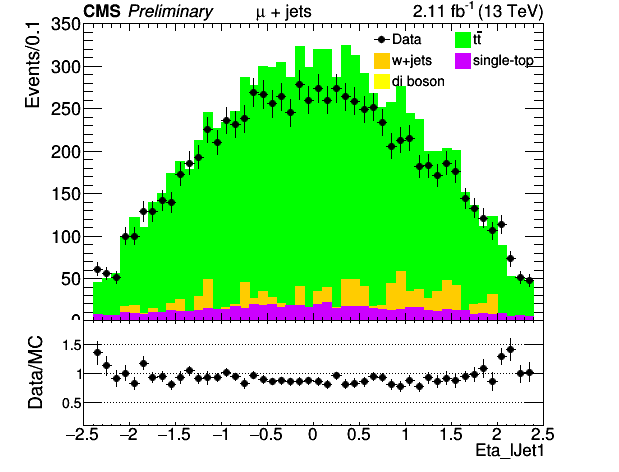 CMS Preliminary μ + jets 2.11 fb⁻¹ (13 TeV)
Events/0.1
350
300
250
200
150
100
50
0
Data
tt̄
w+jets
single-top
di boson
Data/MC
1.5
1
0.5
−2.5 −2 −1.5 −1 −0.5 0 0.5 1 1.5 2 2.5
Eta_lJet1